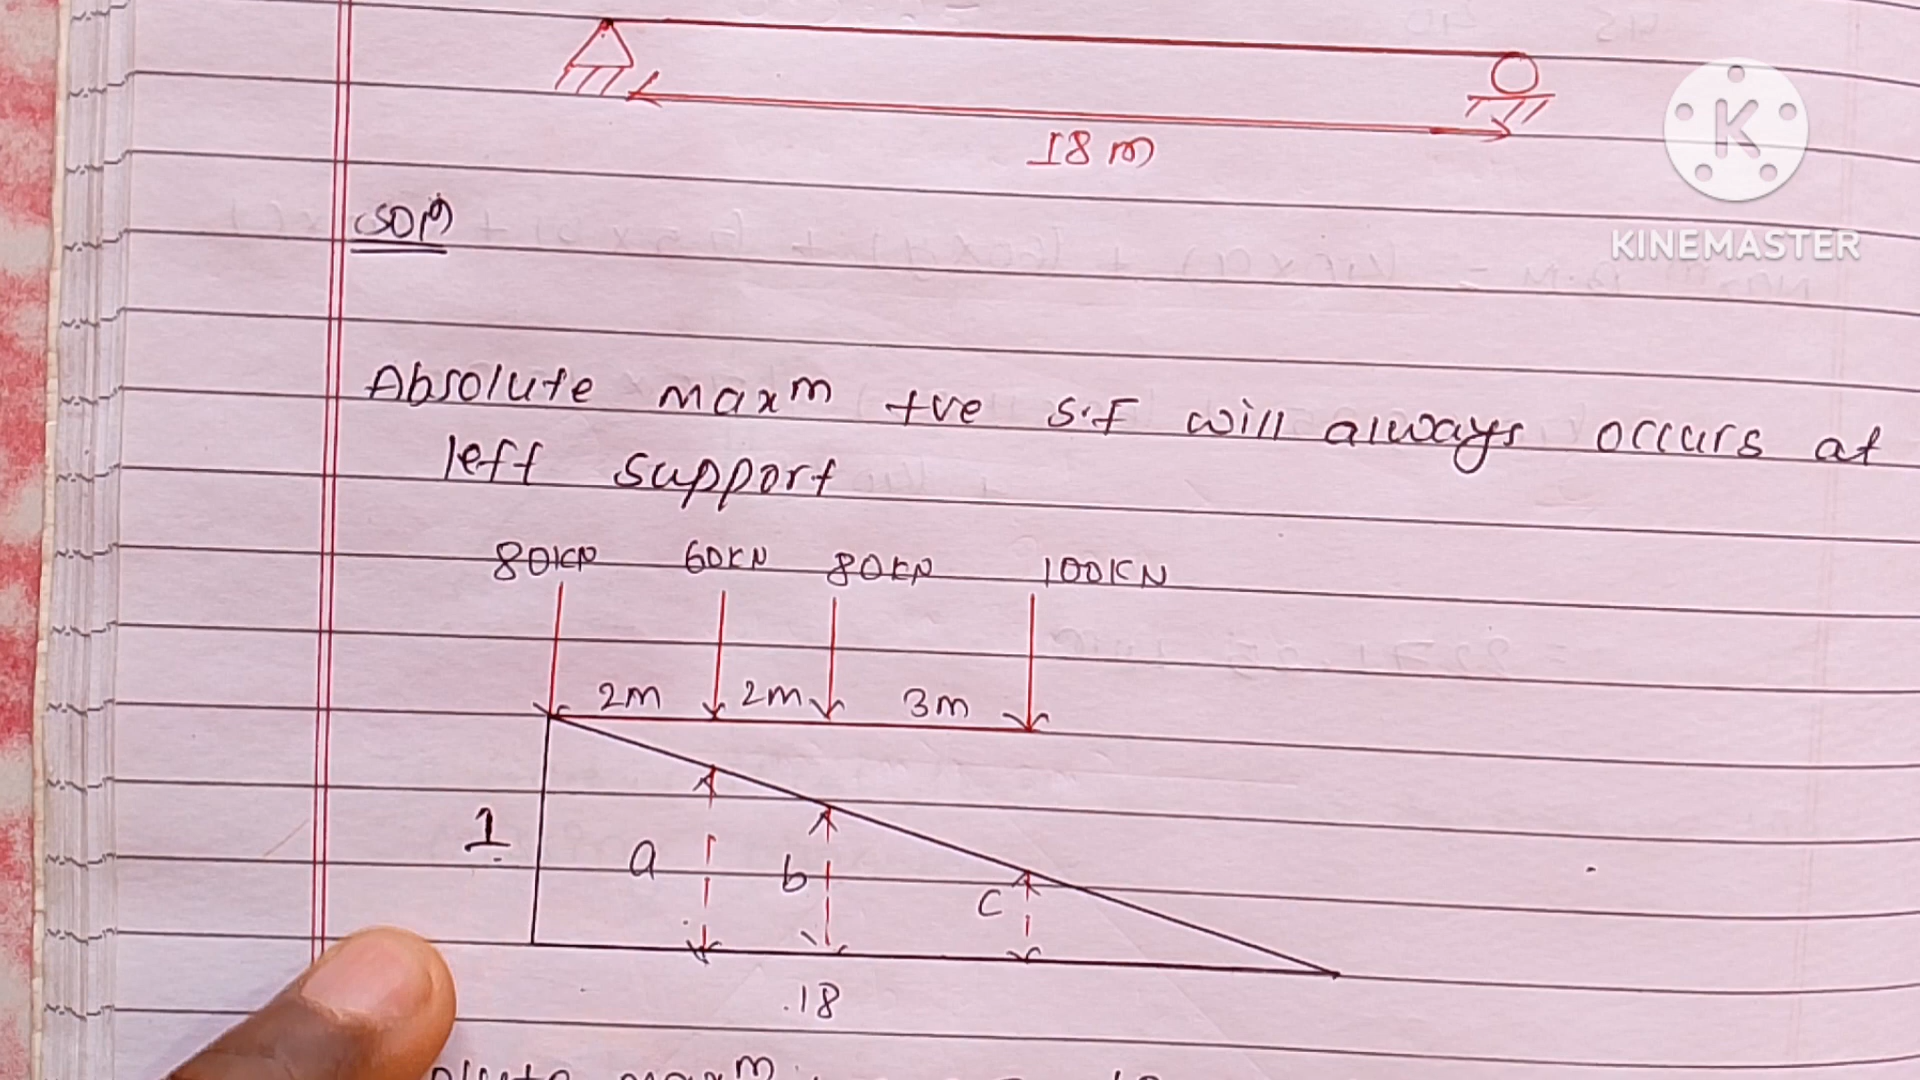 18 m
KINEMASTER
Soln
Absolute maxm +ve S.F will always occurs at
left support
80KN 60KN 80KN 100KN
2m 2m 3m
1 a b c
18
maxm